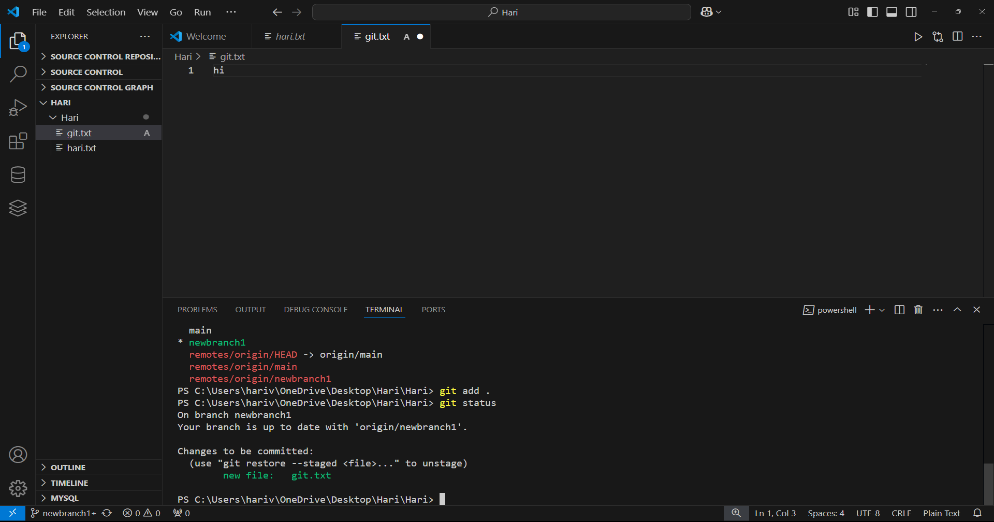 File Edit Selection View Go Run ... Hari
EXPLORER ...
Welcome hari.txt git.txt A
SOURCE CONTROL REPOSI...
SOURCE CONTROL
SOURCE CONTROL GRAPH
HARI
Hari
git.txt A
hari.txt
OUTLINE
TIMELINE
MYSQL
1
Hari > git.txt
1 hi
PROBLEMS OUTPUT DEBUG CONSOLE TERMINAL PORTS powershell
main
* newbranch1
remotes/origin/HEAD -> origin/main
remotes/origin/main
remotes/origin/newbranch1
PS C:\Users\hariv\OneDrive\Desktop\Hari\Hari> git add .
PS C:\Users\hariv\OneDrive\Desktop\Hari\Hari> git status
On branch newbranch1
Your branch is up to date with 'origin/newbranch1'.
Changes to be committed:
(use "git restore --staged <file>..." to unstage)
new file: git.txt
PS C:\Users\hariv\OneDrive\Desktop\Hari\Hari>
newbranch1+ 0 0 0 Ln 1, Col 3 Spaces: 4 UTF-8 CRLF Plain Text